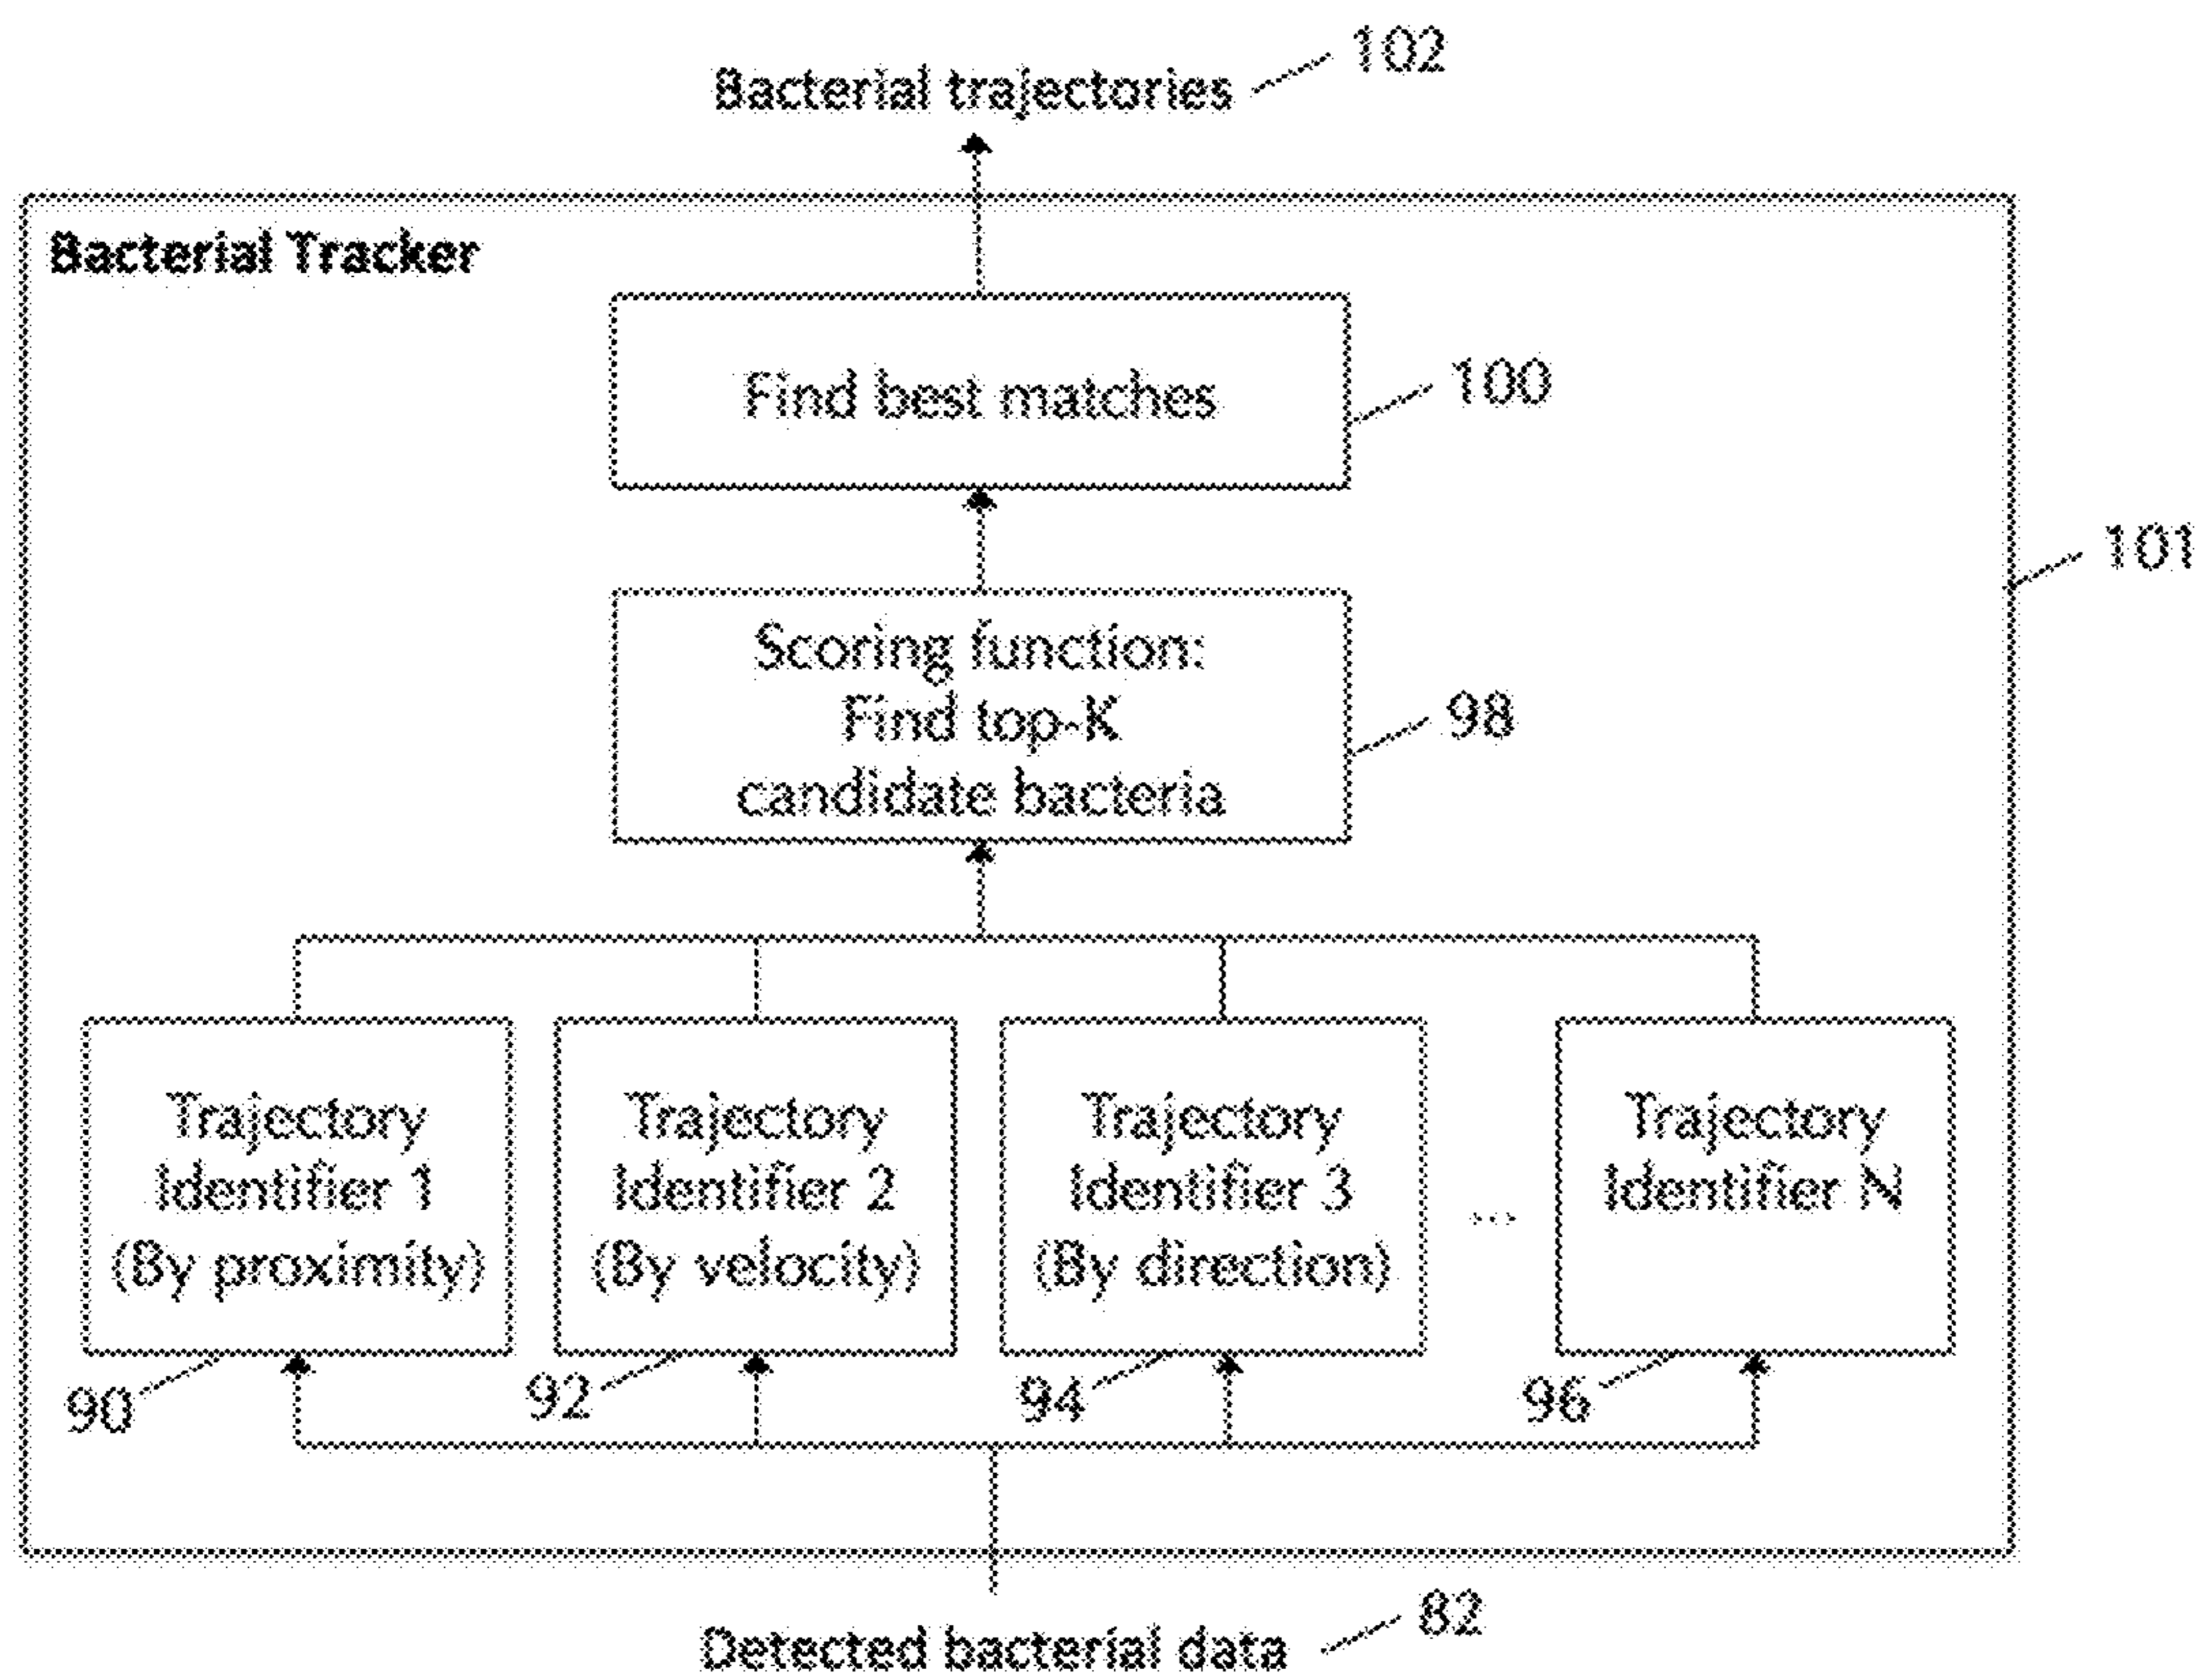 102
Bacterial trajectories
Bacterial Tracker
Find best matches
100
101
Scoring function:
Find top-K
candidate bacteria
98
Trajectory
Identifier 1
(By proximity)
Trajectory
Identifier 2
(By velocity)
Trajectory
Identifier 3
(By direction)
...
Trajectory
Identifier N
90
92
94
96
82
Detected bacterial data